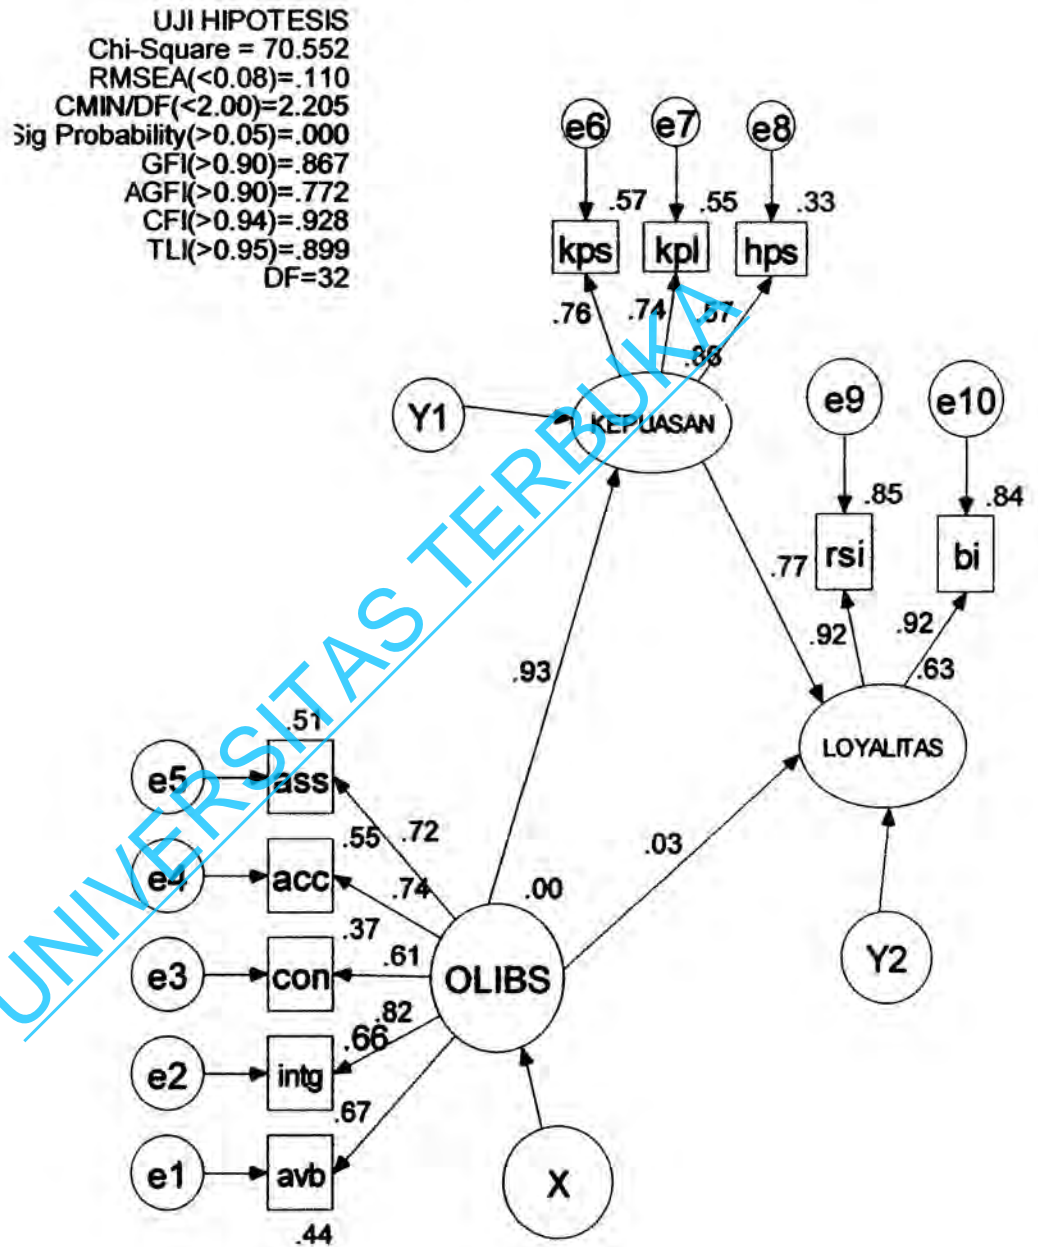 UJI HIPOTESIS
Chi-Square = 70.552
RMSEA(<0.08)=.110
CMIN/DF(<2.00)=2.205
Sig Probability(>0.05)=.000
GFI(>0.90)=.867
AGFI(>0.90)=.772
CFI(>0.94)=.928
TLI(>0.95)=.899
DF=32
e6 e7 e8
.57 .55 .33
kps kpl hps
.76 .74 .57
.86
Y1 KEPUASAN
e9 e10
.85 .84
rsi bi
.77
.92 .92
.93 .63
LOYALITAS
.51
e5 ass
.72
.55 .03
e4 acc
.74 .00
.37
e3 con .61 OLIBS Y2
.82
.66
e2 intg
.67
e1 avb X
.44
UNIVERSITAS TERBUKA